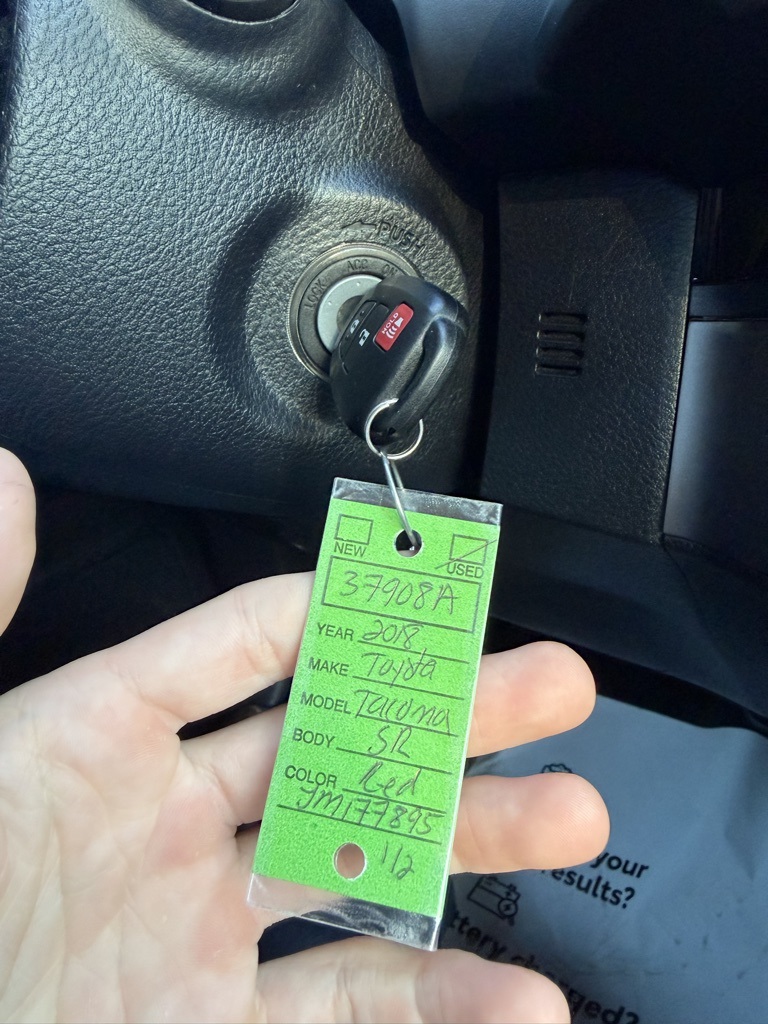 PUSH
LOCK ACC ON
HOLD
NEW USED
37908A
YEAR 2018
MAKE Toyota
MODEL Tacoma
BODY SR
COLOR Red
JM177895
1/2
your
results?
ttery charged?